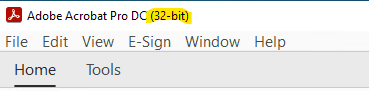 Adobe Acrobat Pro DC (32-bit)
File Edit View E-Sign Window Help
Home Tools